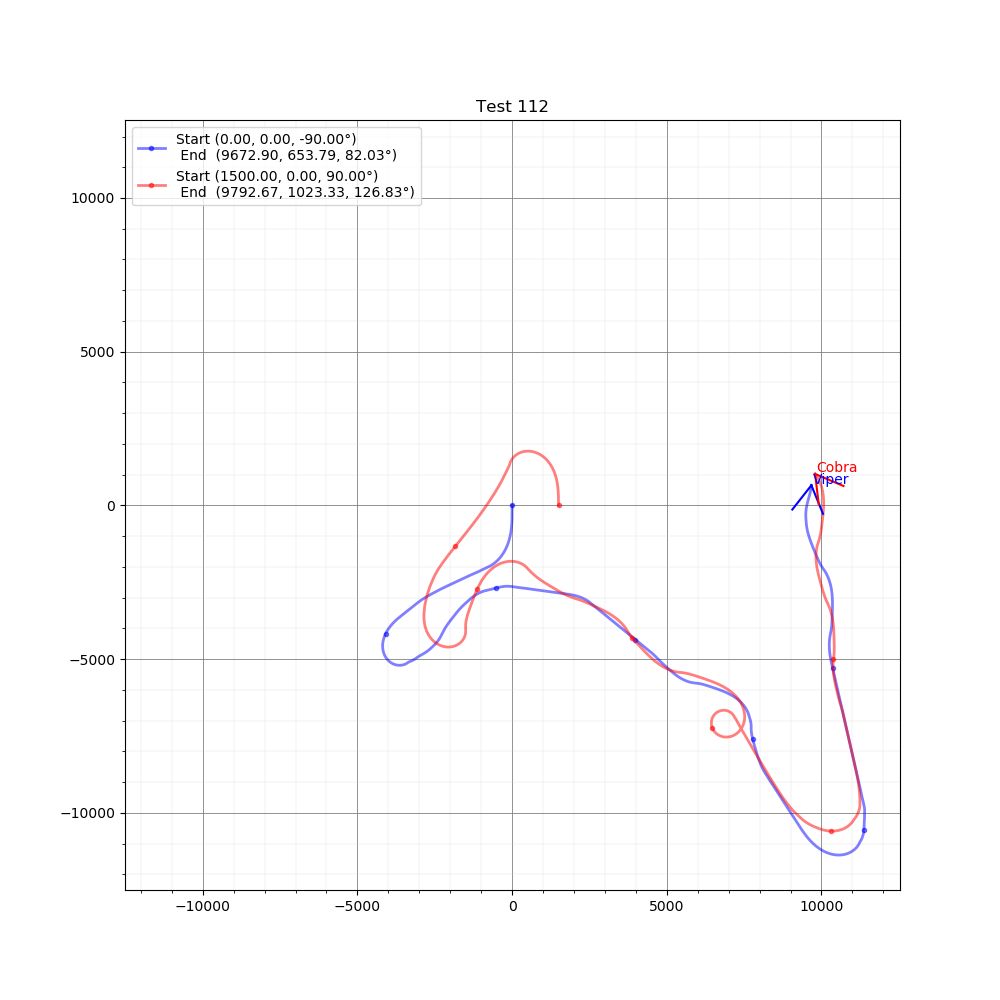 Test 112
Start (0.00, 0.00, -90.00°)
End (9672.90, 653.79, 82.03°)
Start (1500.00, 0.00, 90.00°)
End (9792.67, 1023.33, 126.83°)
10000
5000
0
−5000
−10000
Cobra
Viper
−10000
−5000
0
5000
10000